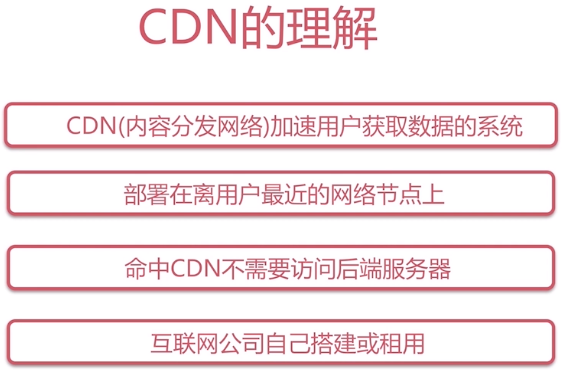 CDN的理解
CDN(内容分发网络)加速用户获取数据的系统
部署在离用户最近的网络节点上
命中CDN不需要访问后端服务器
互联网公司自己搭建或租用